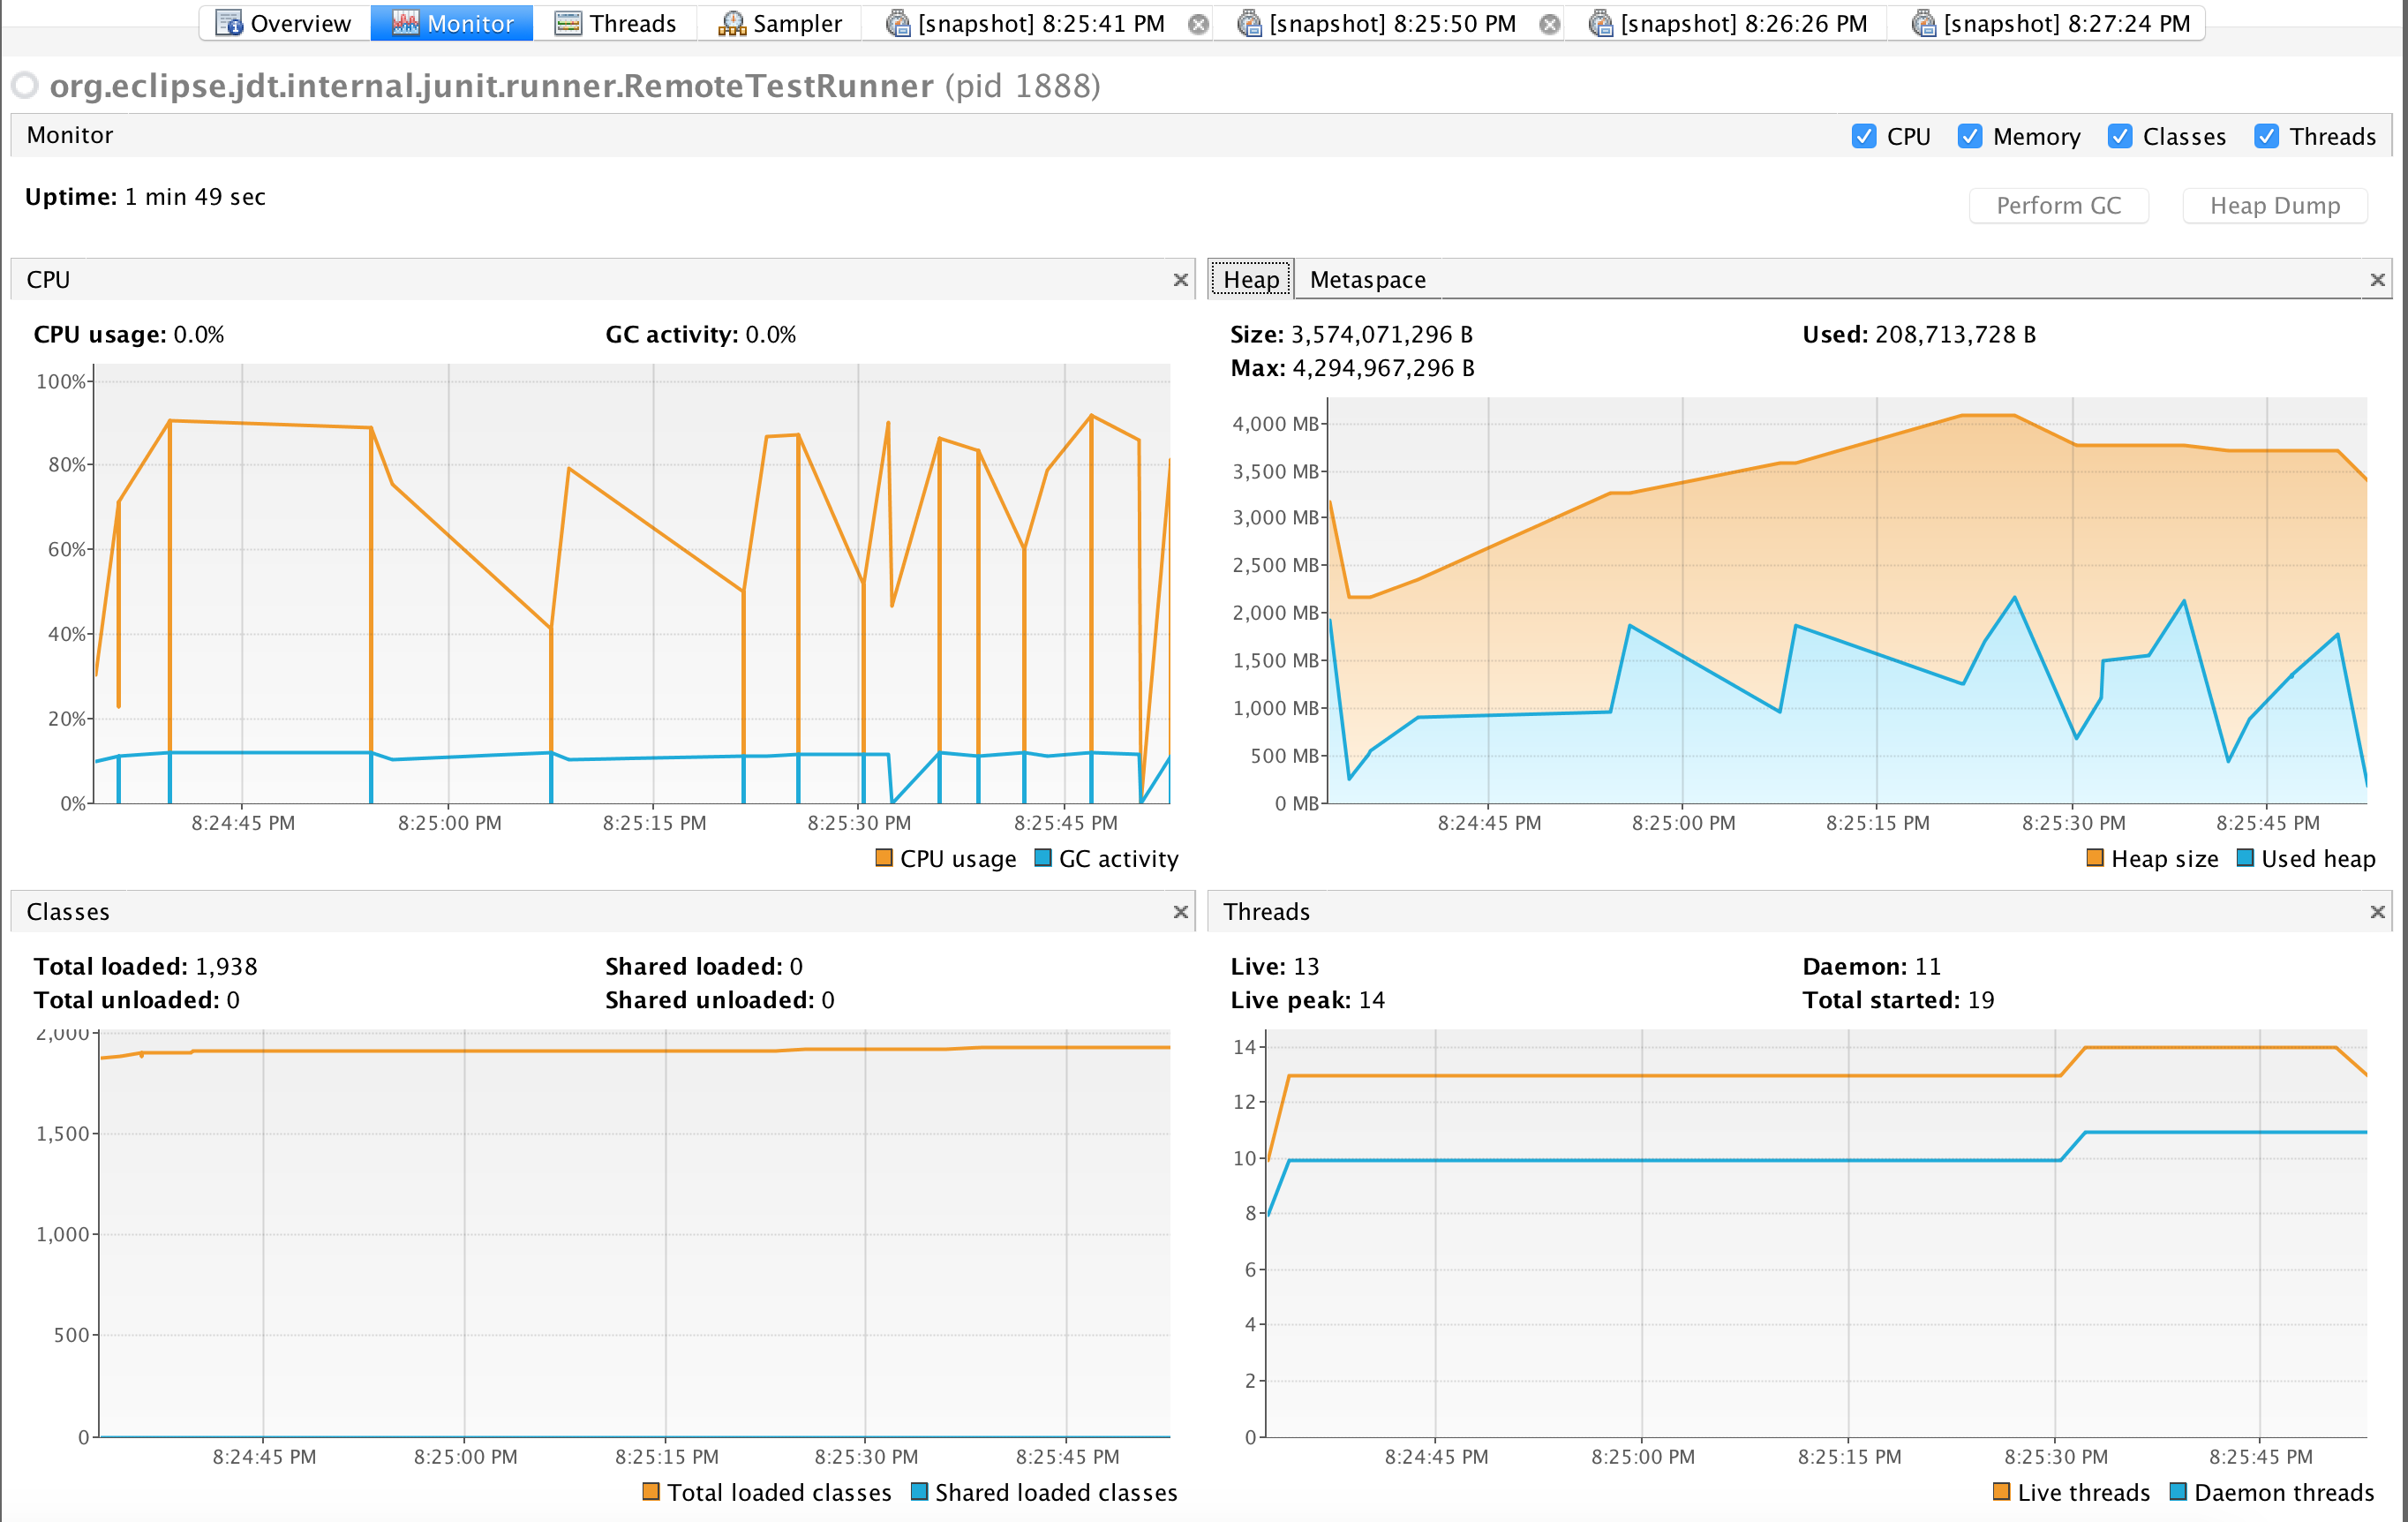 Overview Monitor Threads Sampler [snapshot] 8:25:41 PM [snapshot] 8:25:50 PM [snapshot] 8:26:26 PM [snapshot] 8:27:24 PM
org.eclipse.jdt.internal.junit.runner.RemoteTestRunner (pid 1888)
Monitor CPU Memory Classes Threads
Uptime: 1 min 49 sec
Perform GC Heap Dump
CPU
CPU usage: 0.0% GC activity: 0.0%
100%
80%
60%
40%
20%
0%
8:24:45 PM 8:25:00 PM 8:25:15 PM 8:25:30 PM 8:25:45 PM
CPU usage GC activity
Heap Metaspace
Size: 3,574,071,296 B Used: 208,713,728 B
Max: 4,294,967,296 B
4,000 MB
3,500 MB
3,000 MB
2,500 MB
2,000 MB
1,500 MB
1,000 MB
500 MB
0 MB
8:24:45 PM 8:25:00 PM 8:25:15 PM 8:25:30 PM 8:25:45 PM
Heap size Used heap
Classes
Total loaded: 1,938 Shared loaded: 0
Total unloaded: 0 Shared unloaded: 0
2,000
1,500
1,000
500
0
8:24:45 PM 8:25:00 PM 8:25:15 PM 8:25:30 PM 8:25:45 PM
Total loaded classes Shared loaded classes
Threads
Live: 13 Daemon: 11
Live peak: 14 Total started: 19
14
12
10
8
6
4
2
0
8:24:45 PM 8:25:00 PM 8:25:15 PM 8:25:30 PM 8:25:45 PM
Live threads Daemon threads